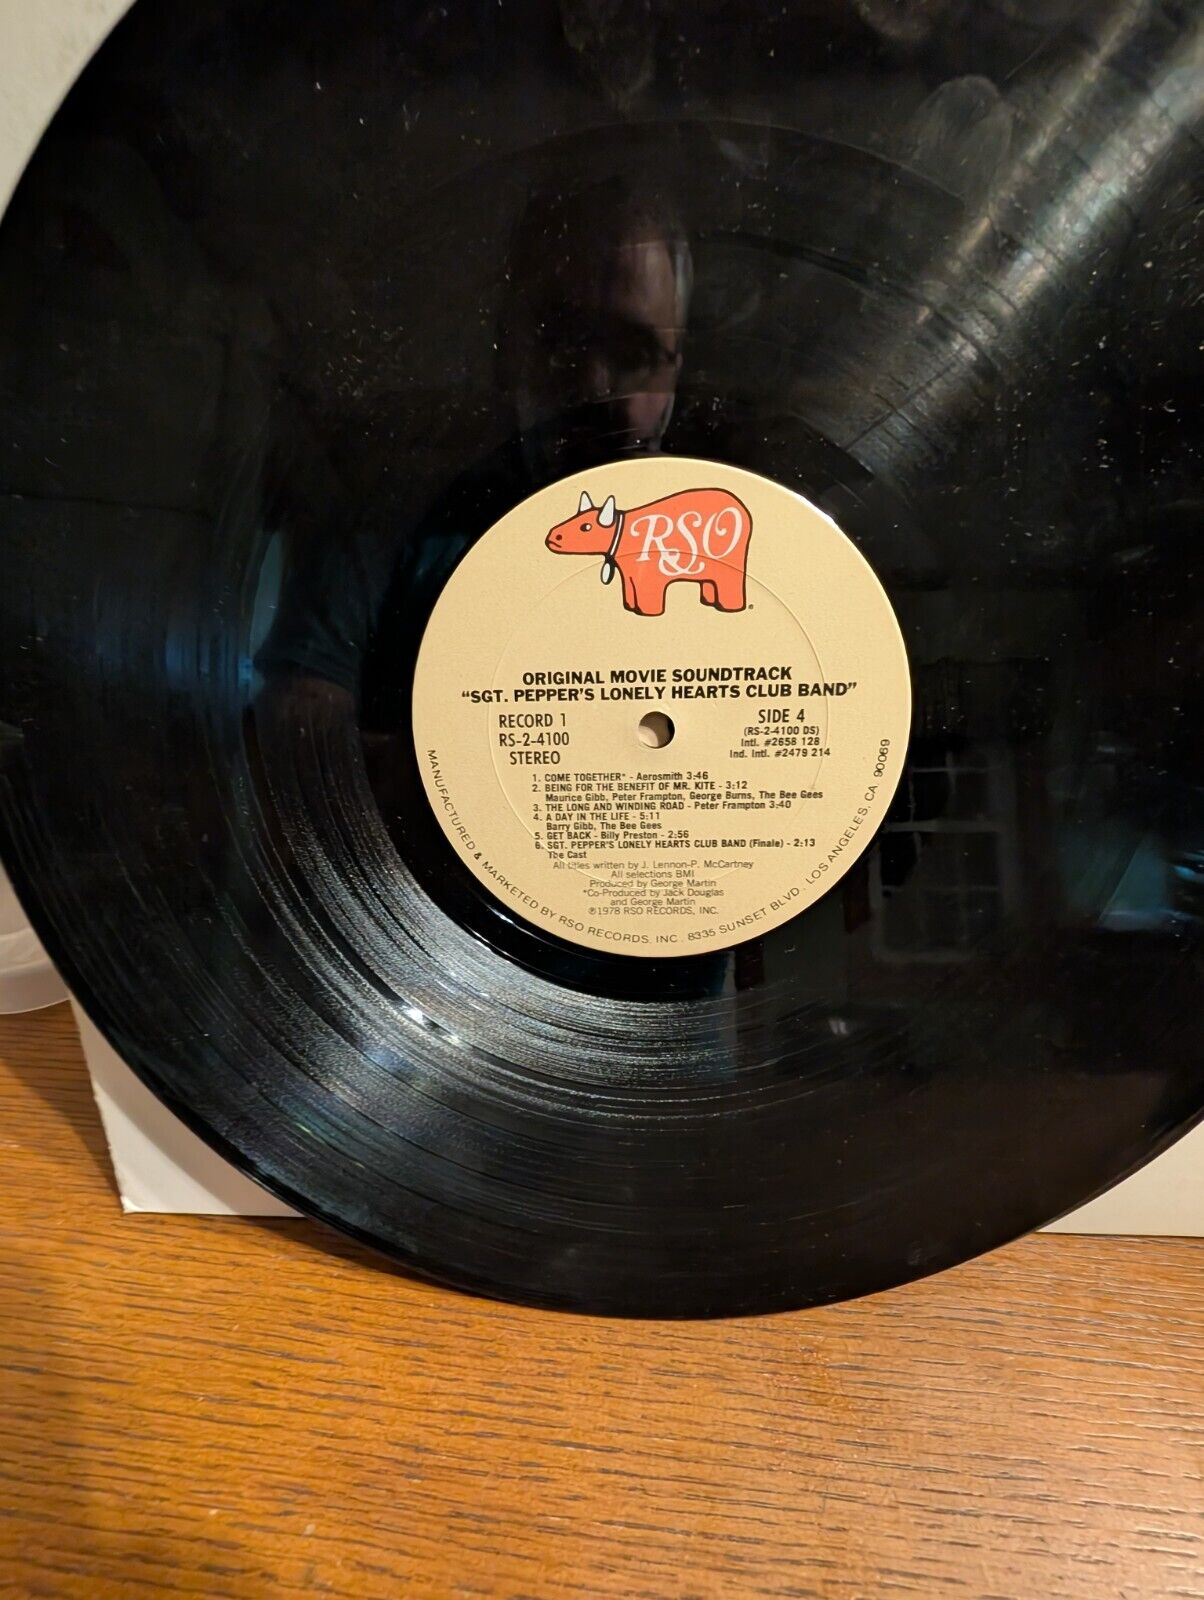 RSO
ORIGINAL MOVIE SOUNDTRACK
"SGT. PEPPER'S LONELY HEARTS CLUB BAND"
RECORD 1
RS-2-4100
STEREO
SIDE 4
(RS-2-4100 DS)
Intl. #2658 128
Ind. Intl. #2479 214
1. COME TOGETHER* - Aerosmith 3:46
2. BEING FOR THE BENEFIT OF MR. KITE - 3:12
Maurice Gibb, Peter Frampton, George Burns, The Bee Gees
3. THE LONG AND WINDING ROAD - Peter Frampton 3:40
4. A DAY IN THE LIFE - 5:11
Barry Gibb, The Bee Gees
5. GET BACK - Billy Preston - 2:56
6. SGT. PEPPER'S LONELY HEARTS CLUB BAND (Finale) - 2:13
The Cast
All titles written by J. Lennon-P. McCartney
All selections BMI
Produced by George Martin
*Co-Produced by Jack Douglas
and George Martin
℗1978 RSO RECORDS, INC.
MANUFACTURED & MARKETED BY RSO RECORDS, INC. 8335 SUNSET BLVD. LOS ANGELES, CA. 90069